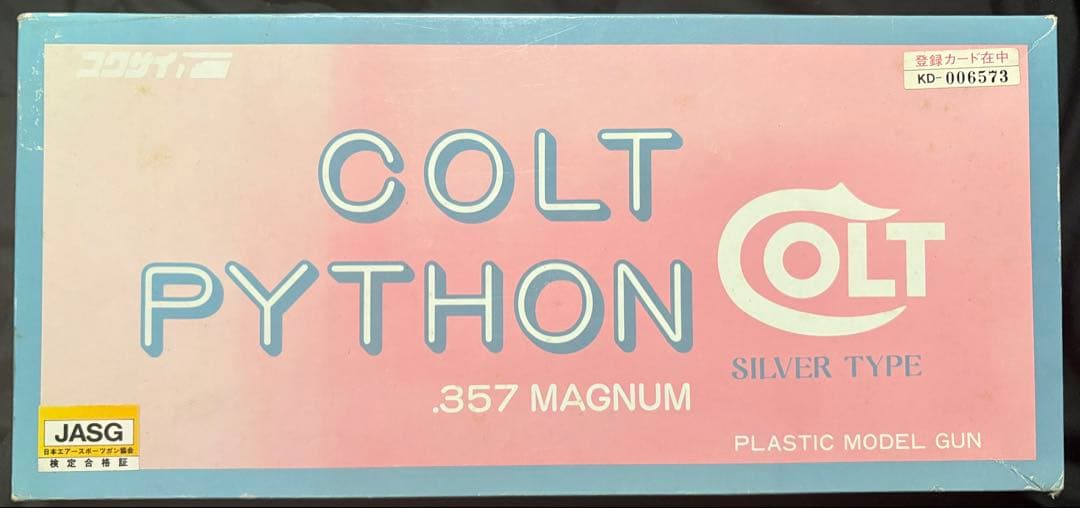 コクサイ
登録カード在中
KD-006573
COLT
PYTHON
COLT
SILVER TYPE
.357 MAGNUM
PLASTIC MODEL GUN
JASG
日本エアースポーツガン協会
検定合格証